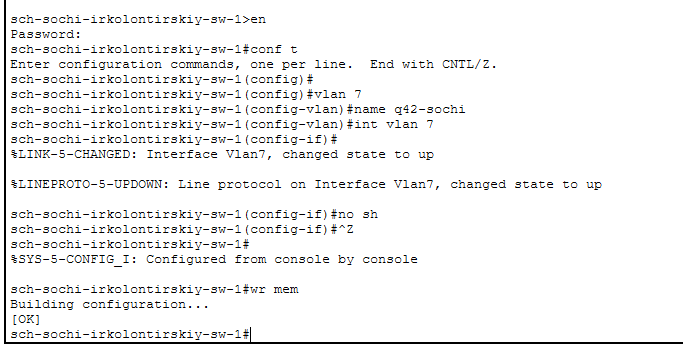 sch-sochi-irkolontirskiy-sw-1>en
Password:
sch-sochi-irkolontirskiy-sw-1#conf t
Enter configuration commands, one per line.  End with CNTL/Z.
sch-sochi-irkolontirskiy-sw-1(config)#
sch-sochi-irkolontirskiy-sw-1(config)#vlan 7
sch-sochi-irkolontirskiy-sw-1(config-vlan)#name q42-sochi
sch-sochi-irkolontirskiy-sw-1(config-vlan)#int vlan 7
sch-sochi-irkolontirskiy-sw-1(config-if)#
%LINK-5-CHANGED: Interface Vlan7, changed state to up
%LINEPROTO-5-UPDOWN: Line protocol on Interface Vlan7, changed state to up
sch-sochi-irkolontirskiy-sw-1(config-if)#no sh
sch-sochi-irkolontirskiy-sw-1(config-if)#^Z
sch-sochi-irkolontirskiy-sw-1#
%SYS-5-CONFIG_I: Configured from console by console
sch-sochi-irkolontirskiy-sw-1#wr mem
Building configuration...
[OK]
sch-sochi-irkolontirskiy-sw-1#